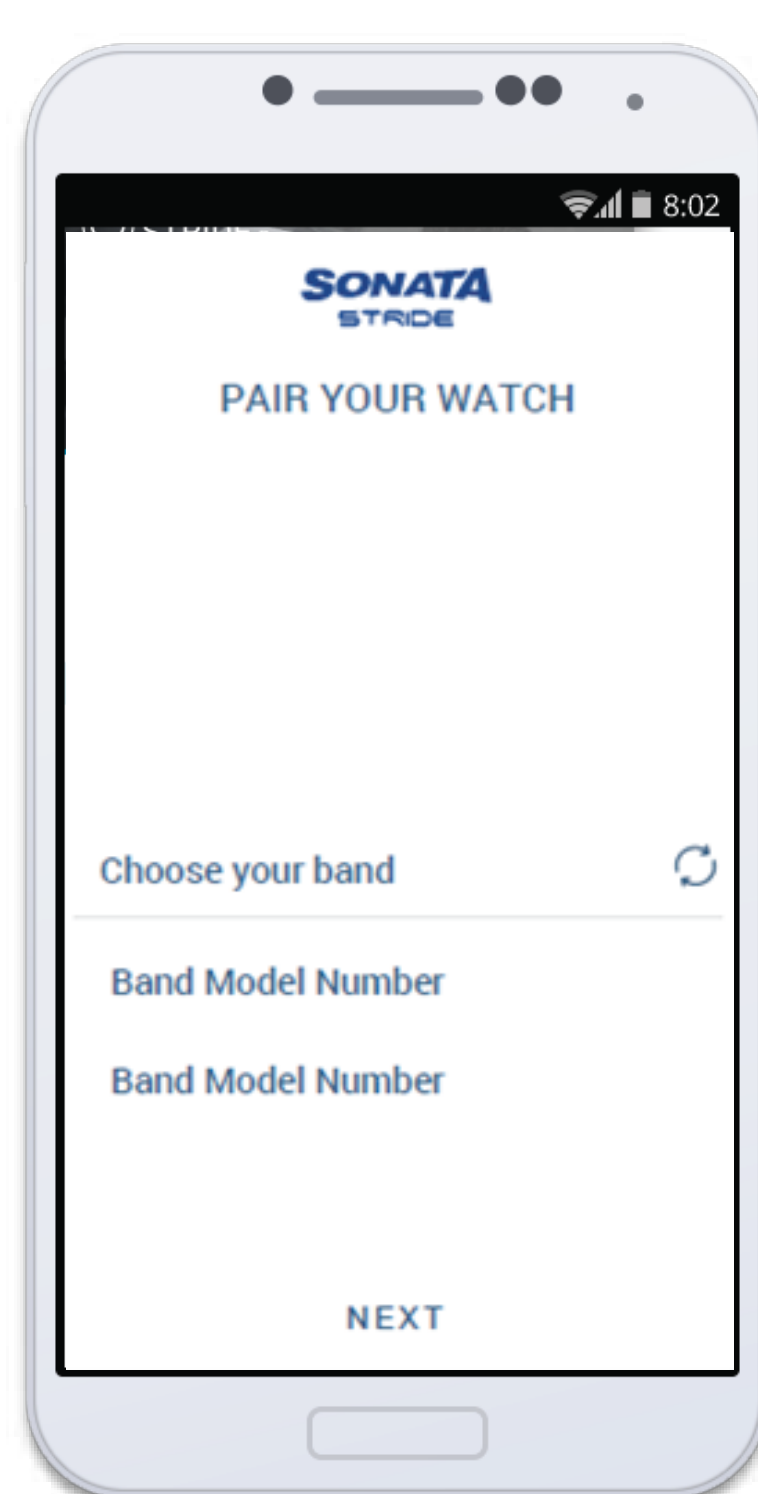 8:02
SONATA
STRIDE
PAIR YOUR WATCH
Choose your band
Band Model Number
Band Model Number
NEXT